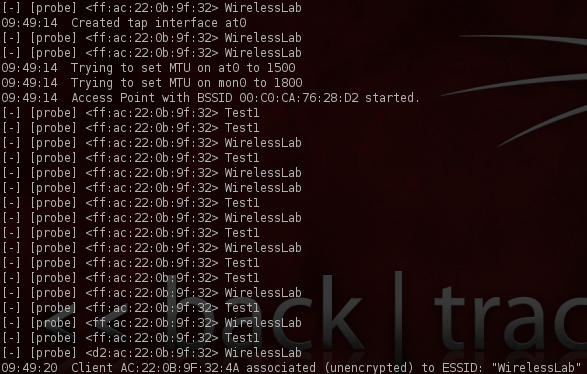 [-] [probe] <ff:ac:22:0b:9f:32> WirelessLab
09:49:14  Created tap interface at0
[-] [probe] <ff:ac:22:0b:9f:32> WirelessLab
[-] [probe] <ff:ac:22:0b:9f:32> WirelessLab
09:49:14  Trying to set MTU on at0 to 1500
09:49:14  Trying to set MTU on mon0 to 1800
09:49:14  Access Point with BSSID 00:C0:CA:76:28:D2 started.
[-] [probe] <ff:ac:22:0b:9f:32> Test1
[-] [probe] <ff:ac:22:0b:9f:32> Test1
[-] [probe] <ff:ac:22:0b:9f:32> WirelessLab
[-] [probe] <ff:ac:22:0b:9f:32> Test1
[-] [probe] <ff:ac:22:0b:9f:32> WirelessLab
[-] [probe] <ff:ac:22:0b:9f:32> WirelessLab
[-] [probe] <ff:ac:22:0b:9f:32> Test1
[-] [probe] <ff:ac:22:0b:9f:32> WirelessLab
[-] [probe] <ff:ac:22:0b:9f:32> Test1
[-] [probe] <ff:ac:22:0b:9f:32> WirelessLab
[-] [probe] <ff:ac:22:0b:9f:32> Test1
[-] [probe] <ff:ac:22:0b:9f:32> Test1
[-] [probe] <ff:ac:22:0b:9f:32> WirelessLab
[-] [probe] <ff:ac:22:0b:9f:32> Test1
[-] [probe] <ff:ac:22:0b:9f:32> WirelessLab
[-] [probe] <ff:ac:22:0b:9f:32> Test1
[-] [probe] <d2:ac:22:0b:9f:32> WirelessLab
09:49:20  Client AC:22:0B:9F:32:4A associated (unencrypted) to ESSID: "WirelessLab"
<< back | trac